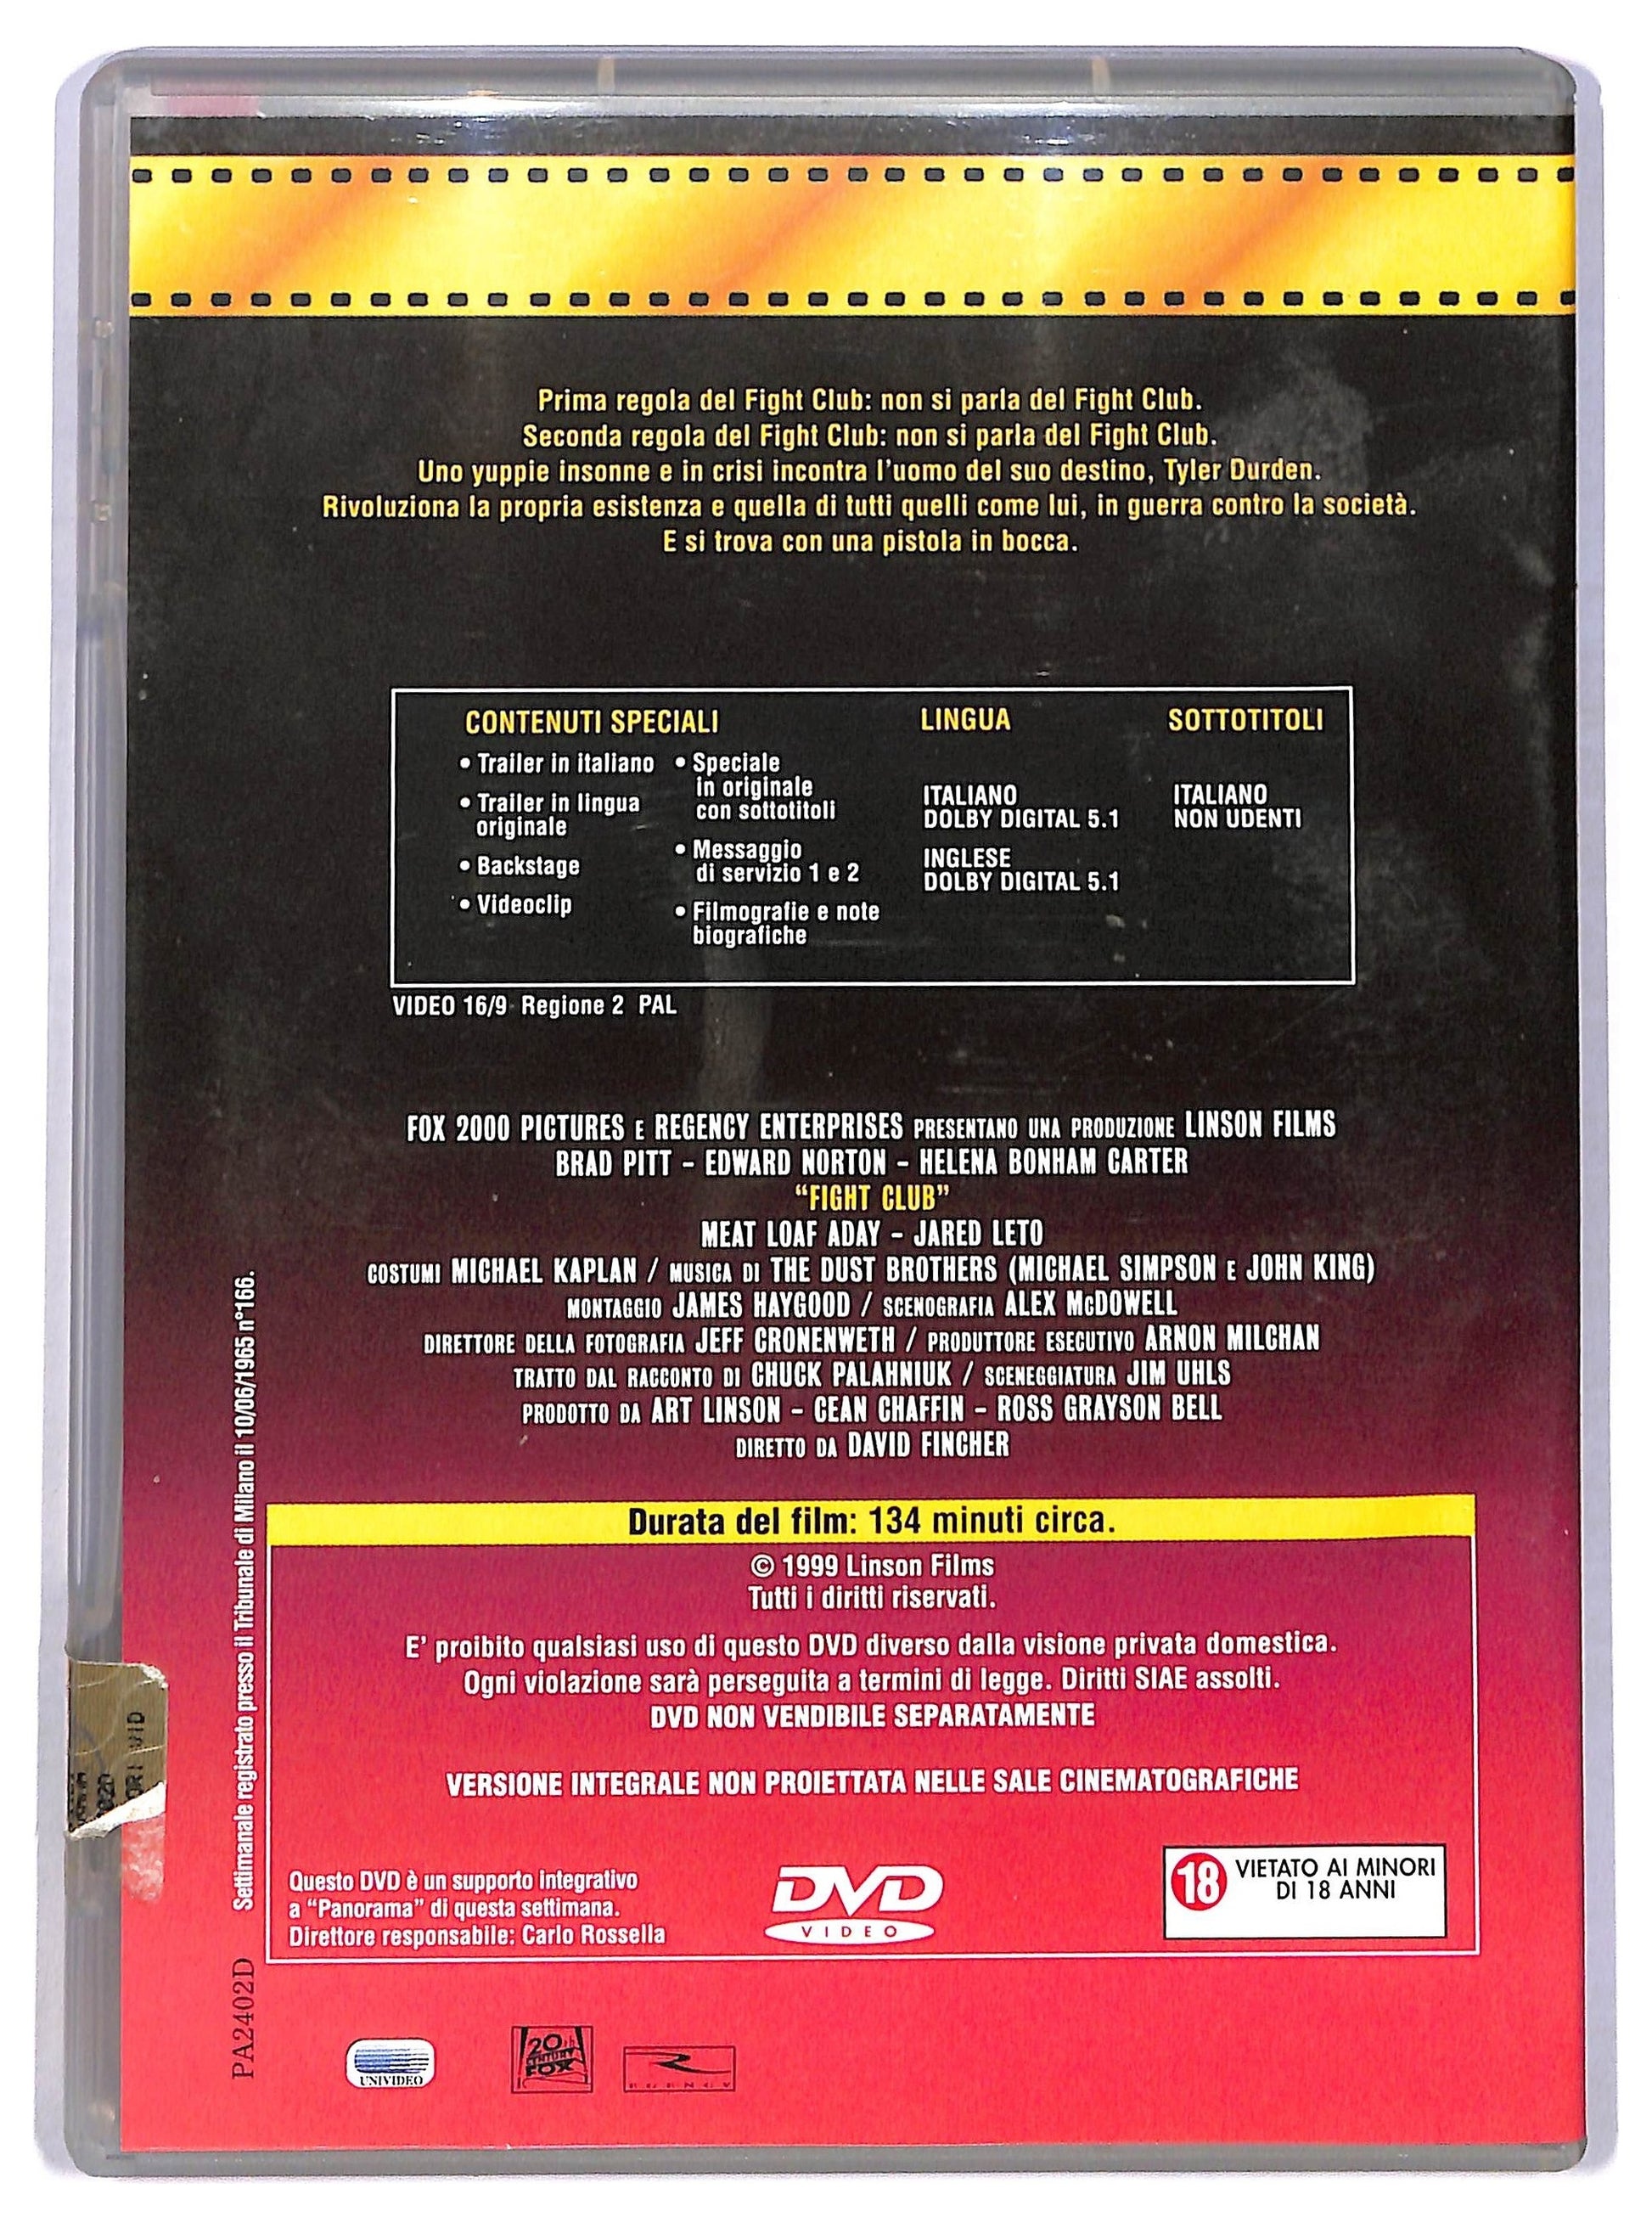 Prima regola del Fight Club: non si parla del Fight Club.
Seconda regola del Fight Club: non si parla del Fight Club.
Uno yuppie insonne e in crisi incontra l'uomo del suo destino, Tyler Durden.
Rivoluziona la propria esistenza e quella di tutti quelli come lui, in guerra contro la società.
E si trova con una pistola in bocca.
CONTENUTI SPECIALI
• Trailer in italiano
• Trailer in lingua
originale
• Backstage
• Videoclip
• Speciale
in originale
con sottotitoli
• Messaggio
di servizio 1 e 2
• Filmografie e note
biografiche
LINGUA
ITALIANO
DOLBY DIGITAL 5.1
INGLESE
DOLBY DIGITAL 5.1
SOTTOTITOLI
ITALIANO
NON UDENTI
VIDEO 16/9 Regione 2 PAL
FOX 2000 PICTURES E REGENCY ENTERPRISES PRESENTANO UNA PRODUZIONE LINSON FILMS
BRAD PITT - EDWARD NORTON - HELENA BONHAM CARTER
“FIGHT CLUB”
MEAT LOAF ADAY - JARED LETO
COSTUMI MICHAEL KAPLAN / MUSICA DI THE DUST BROTHERS (MICHAEL SIMPSON E JOHN KING)
MONTAGGIO JAMES HAYGOOD / SCENOGRAFIA ALEX McDOWELL
DIRETTORE DELLA FOTOGRAFIA JEFF CRONENWETH / PRODUTTORE ESECUTIVO ARNON MILCHAN
TRATTO DAL RACCONTO DI CHUCK PALAHNIUK / SCENEGGIATURA JIM UHLS
PRODOTTO DA ART LINSON - CEAN CHAFFIN - ROSS GRAYSON BELL
DIRETTO DA DAVID FINCHER
Durata del film: 134 minuti circa.
© 1999 Linson Films
Tutti i diritti riservati.
E' proibito qualsiasi uso di questo DVD diverso dalla visione privata domestica.
Ogni violazione sarà perseguita a termini di legge. Diritti SIAE assolti.
DVD NON VENDIBILE SEPARATAMENTE
VERSIONE INTEGRALE NON PROIETTATA NELLE SALE CINEMATOGRAFICHE
Questo DVD è un supporto integrativo
a “Panorama” di questa settimana.
Direttore responsabile: Carlo Rossella
DVD
VIDEO
18 VIETATO AI MINORI
DI 18 ANNI
Settimanale registrato presso il Tribunale di Milano il 10/06/1965 n°166.
PA2402D
UNIVIDEO
20th
CENTURY
FOX